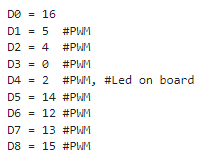 D0 = 16
D1 = 5  #PWM
D2 = 4  #PWM
D3 = 0  #PWM
D4 = 2  #PWM, #Led on board
D5 = 14 #PWM
D6 = 12 #PWM
D7 = 13 #PWM
D8 = 15 #PWM